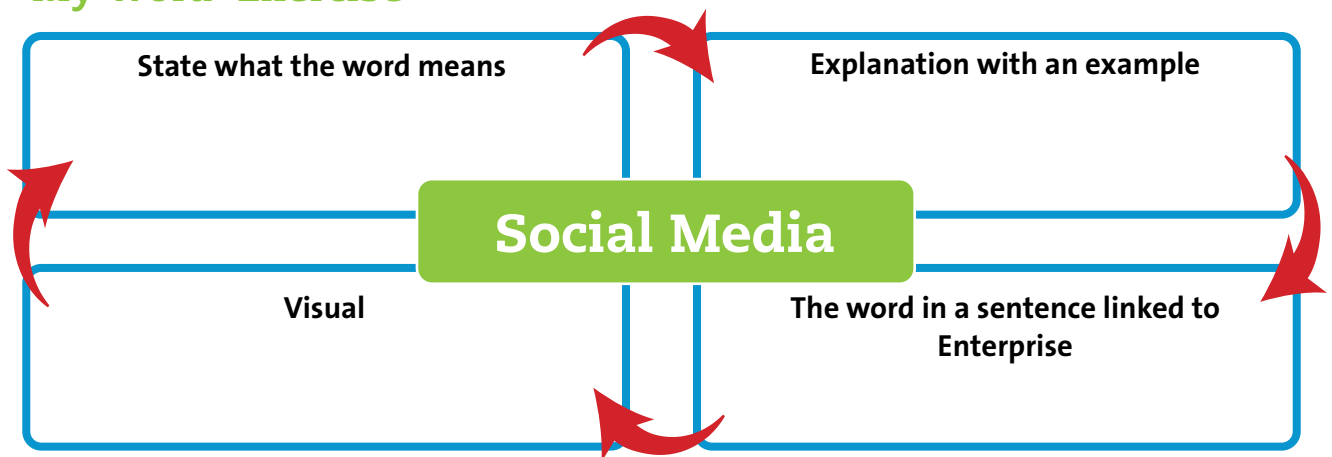 State what the word means
Explanation with an example
Social Media
Visual
The word in a sentence linked to
Enterprise